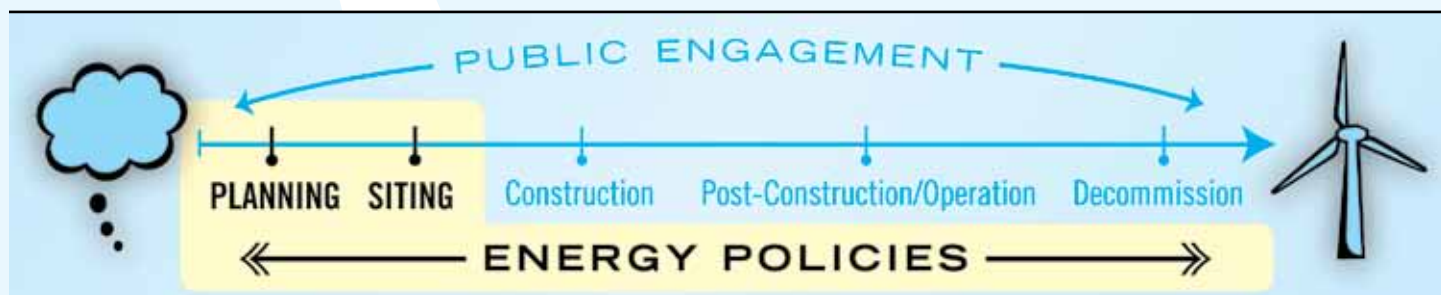 PUBLIC ENGAGEMENT
PLANNING SITING Construction Post-Construction/Operation Decommission
ENERGY POLICIES